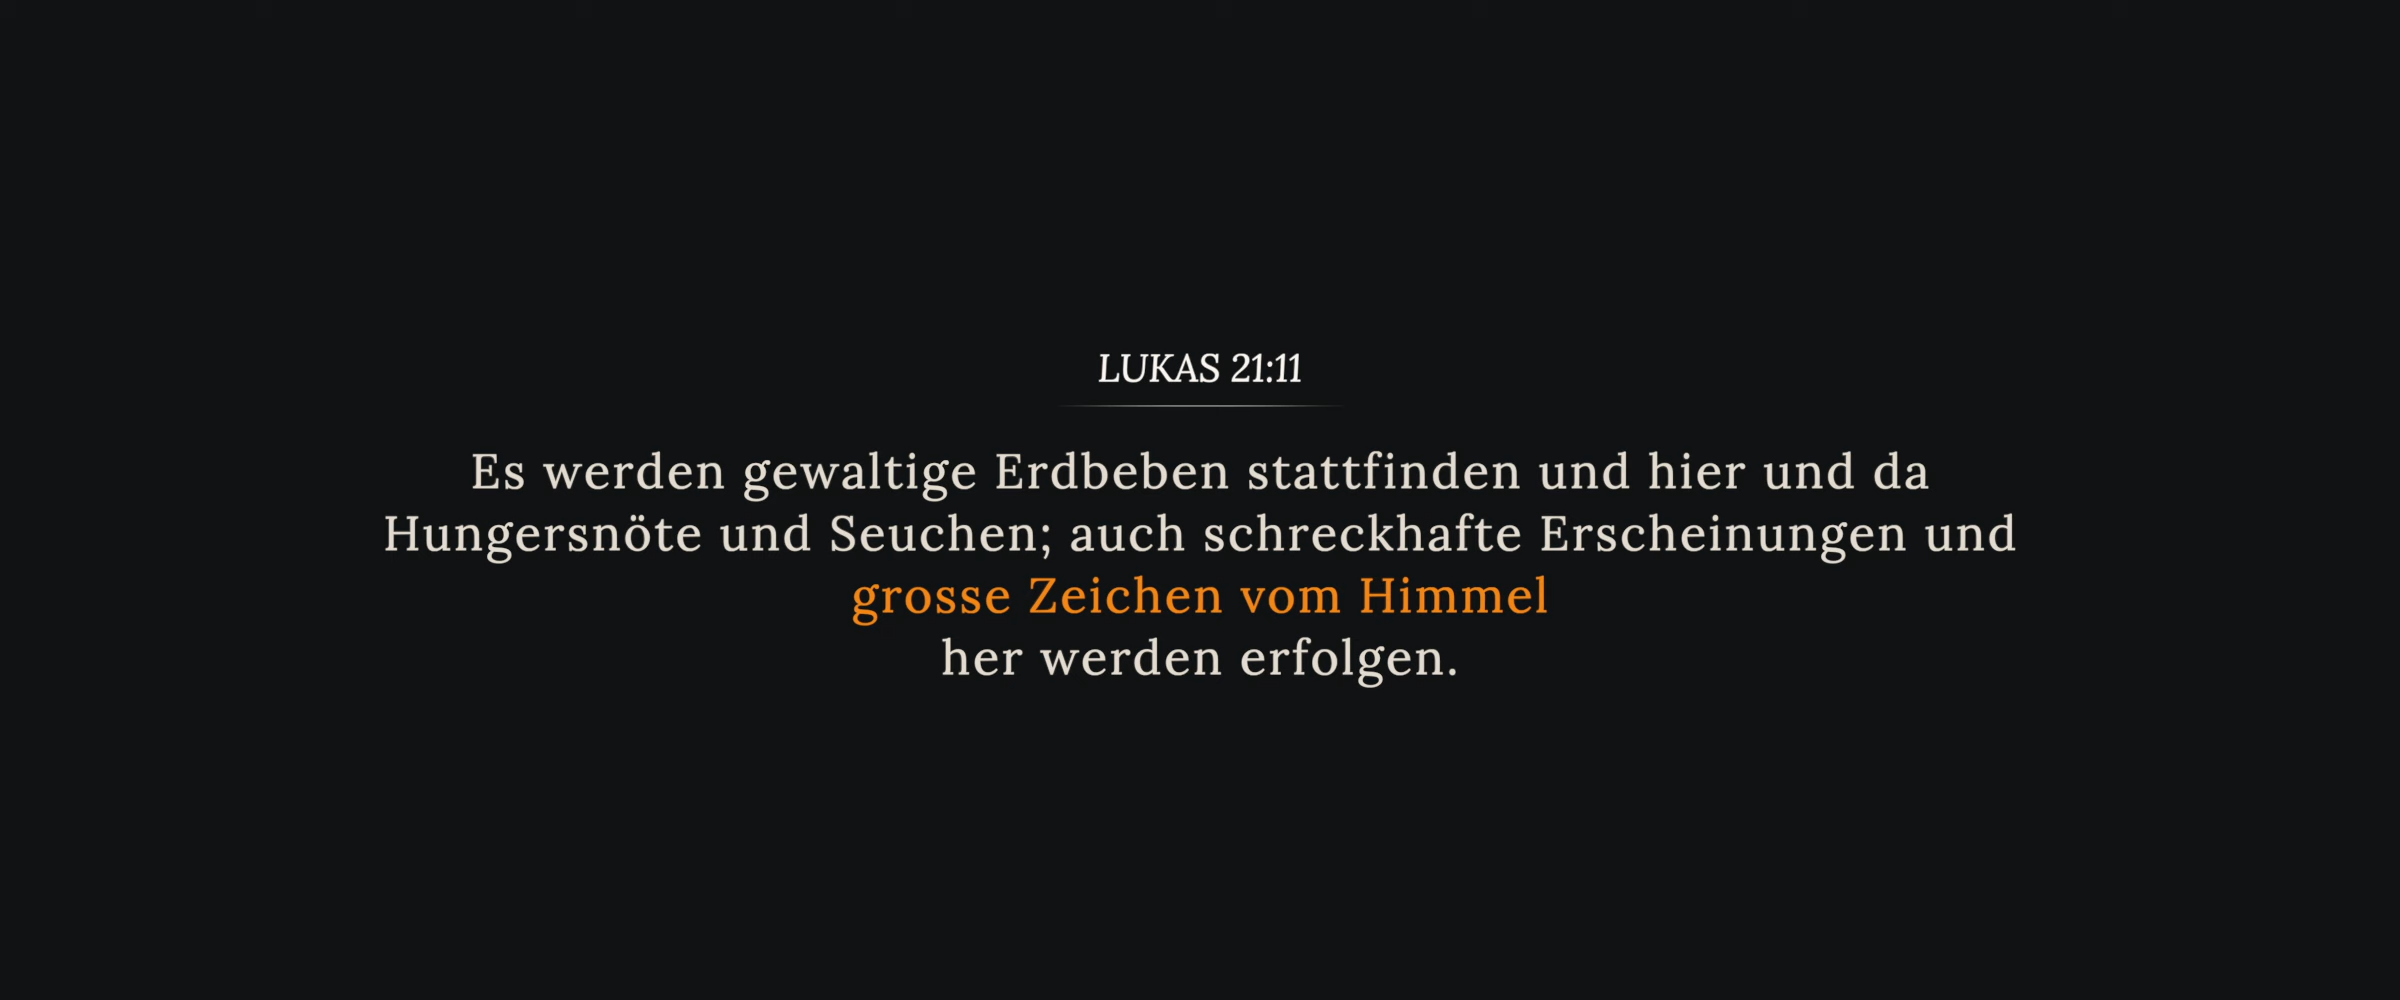 LUKAS 21:11
Es werden gewaltige Erdbeben stattfinden und hier und da
Hungersnöte und Seuchen; auch schreckhafte Erscheinungen und
grosse Zeichen vom Himmel
her werden erfolgen.